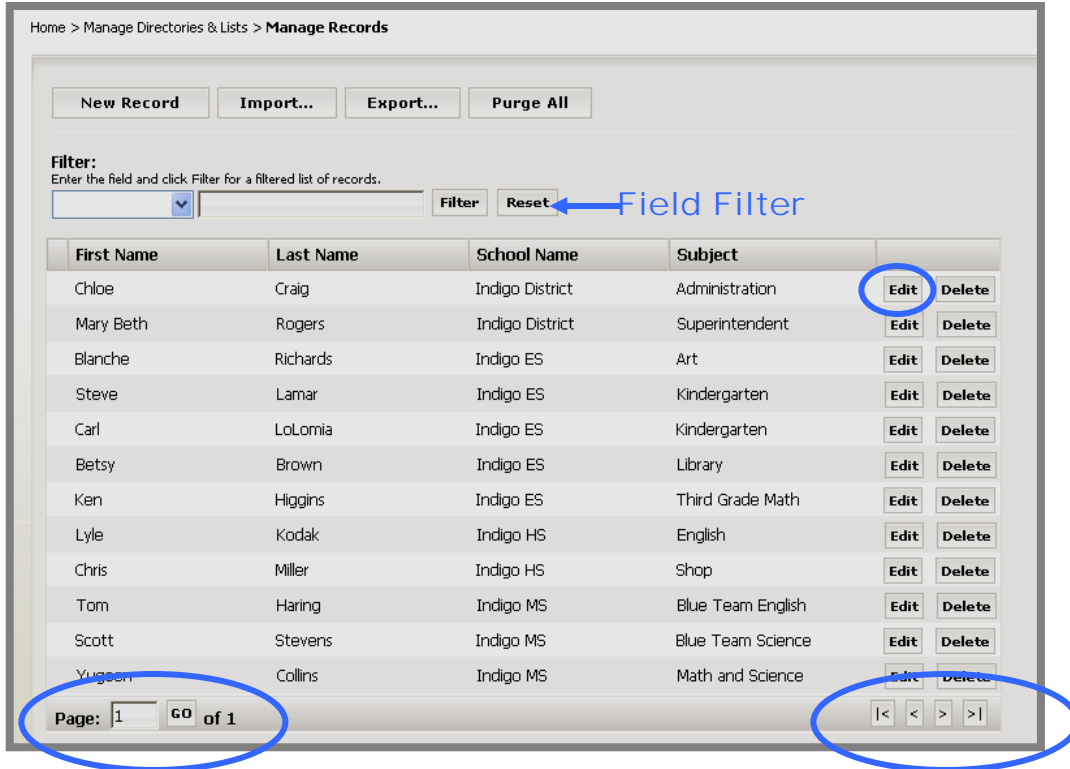 Home > Manage Directories & Lists > Manage Records
New Record Import... Export... Purge All
Filter:
Enter the field and click Filter for a filtered list of records.
Filter Reset Field Filter
First Name Last Name School Name Subject
Chloe Craig Indigo District Administration Edit Delete
Mary Beth Rogers Indigo District Superintendent Edit Delete
Blanche Richards Indigo ES Art Edit Delete
Steve Lamar Indigo ES Kindergarten Edit Delete
Carl LoLomia Indigo ES Kindergarten Edit Delete
Betsy Brown Indigo ES Library Edit Delete
Ken Higgins Indigo ES Third Grade Math Edit Delete
Lyle Kodak Indigo HS English Edit Delete
Chris Miller Indigo HS Shop Edit Delete
Tom Haring Indigo MS Blue Team English Edit Delete
Scott Stevens Indigo MS Blue Team Science Edit Delete
Collins Indigo MS Math and Science Edit Delete
Page: 1 GO of 1 |< < > >|